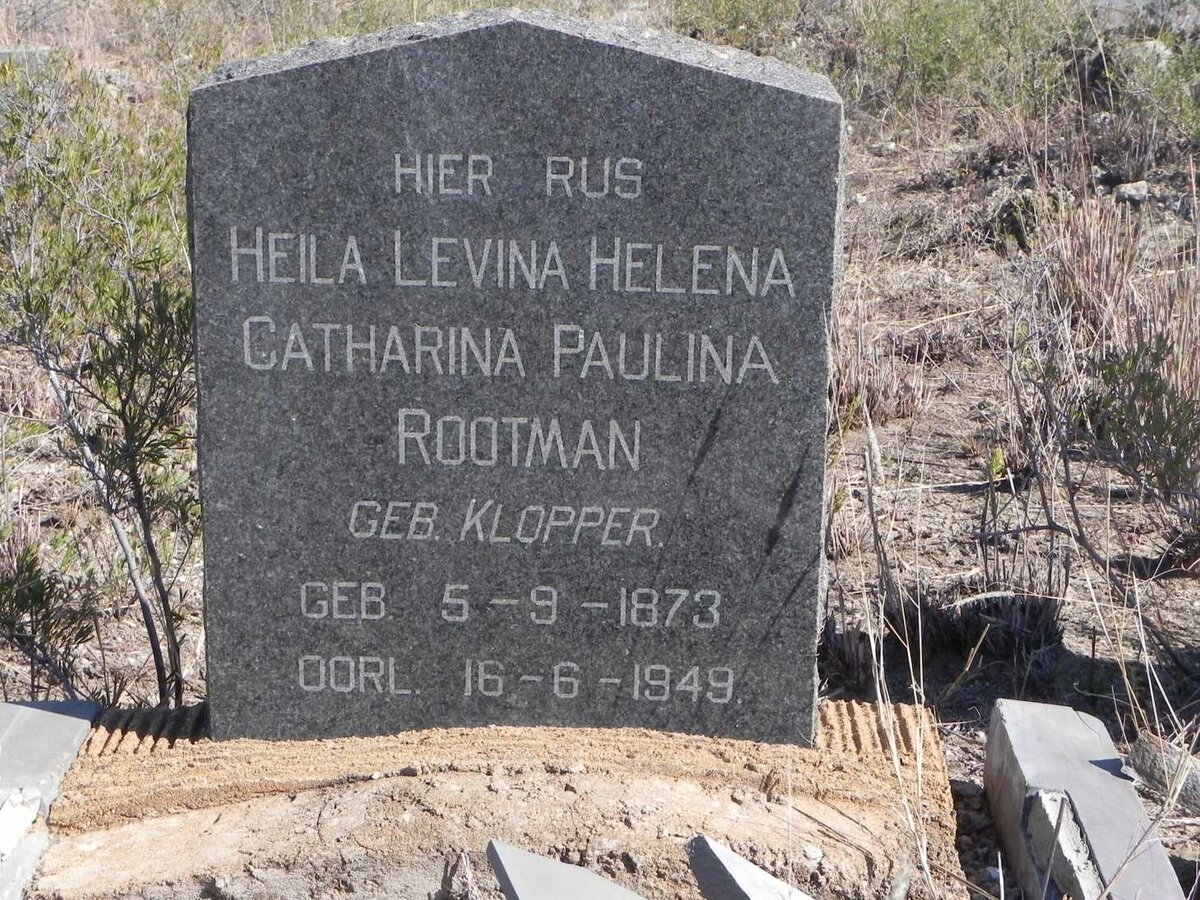 HIER RUS
HEILA LEVINA HELENA
CATHARINA PAULINA
ROOTMAN
GEB. KLOPPER.
GEB. 5-9-1873
OORL. 16-6-1949.